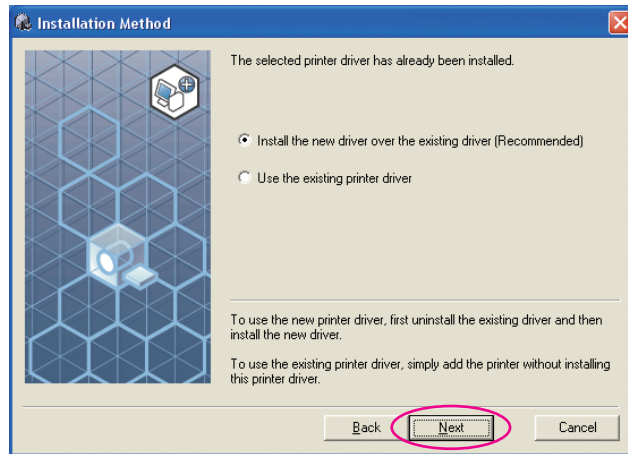 Installation Method
The selected printer driver has already been installed.
Install the new driver over the existing driver (Recommended)
Use the existing printer driver
To use the new printer driver, first uninstall the existing driver and then
install the new driver.
To use the existing printer driver, simply add the printer without installing
this printer driver.
Back
Next
Cancel